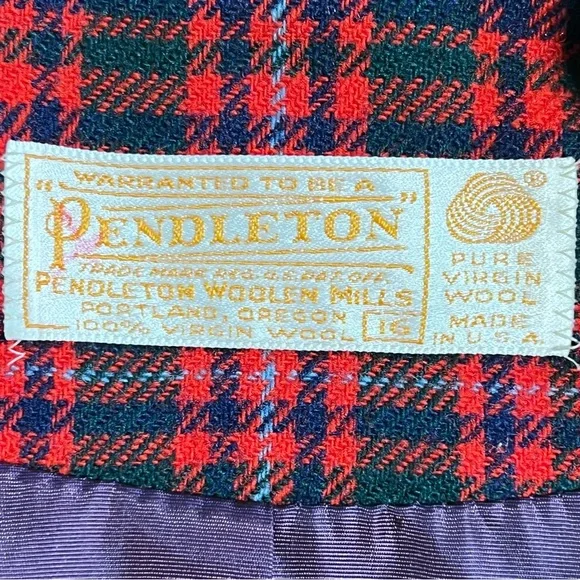 "WARRANTED TO BE A
PENDLETON"
TRADE MARK REG. U.S. PAT. OFF.
PENDLETON WOOLEN MILLS
PORTLAND, OREGON
100% VIRGIN WOOL
16
®
PURE
VIRGIN
WOOL
MADE
IN U.S.A.